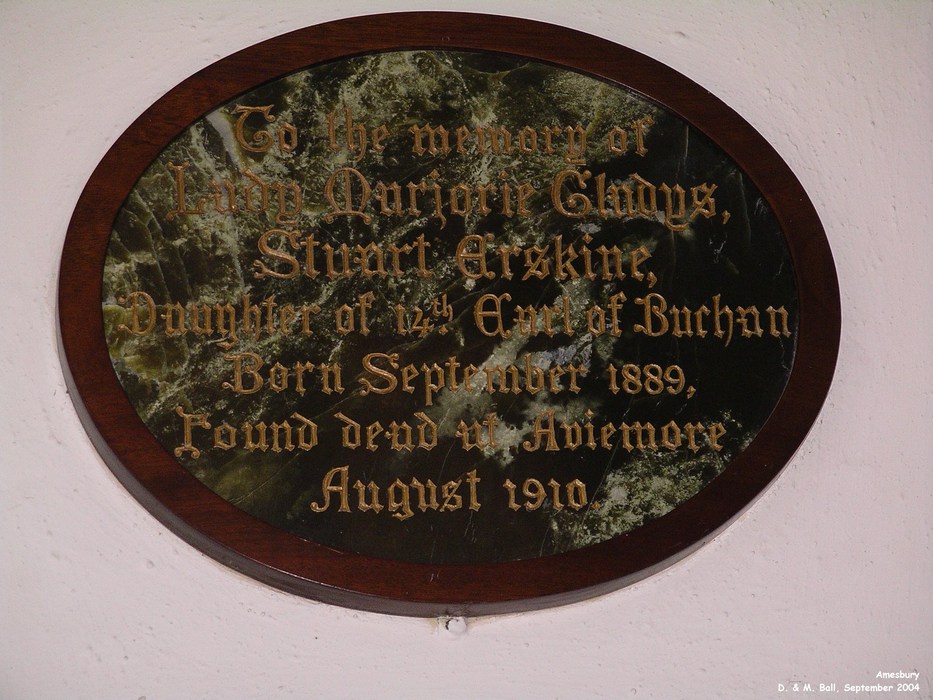 To the memory of
Lady Marjorie Gladys,
Stuart Erskine,
Daughter of 14th. Earl of Buchan
Born September 1889,
Found dead at Aviemore
August 1910.
Amesbury
D. & M. Ball, September 2004